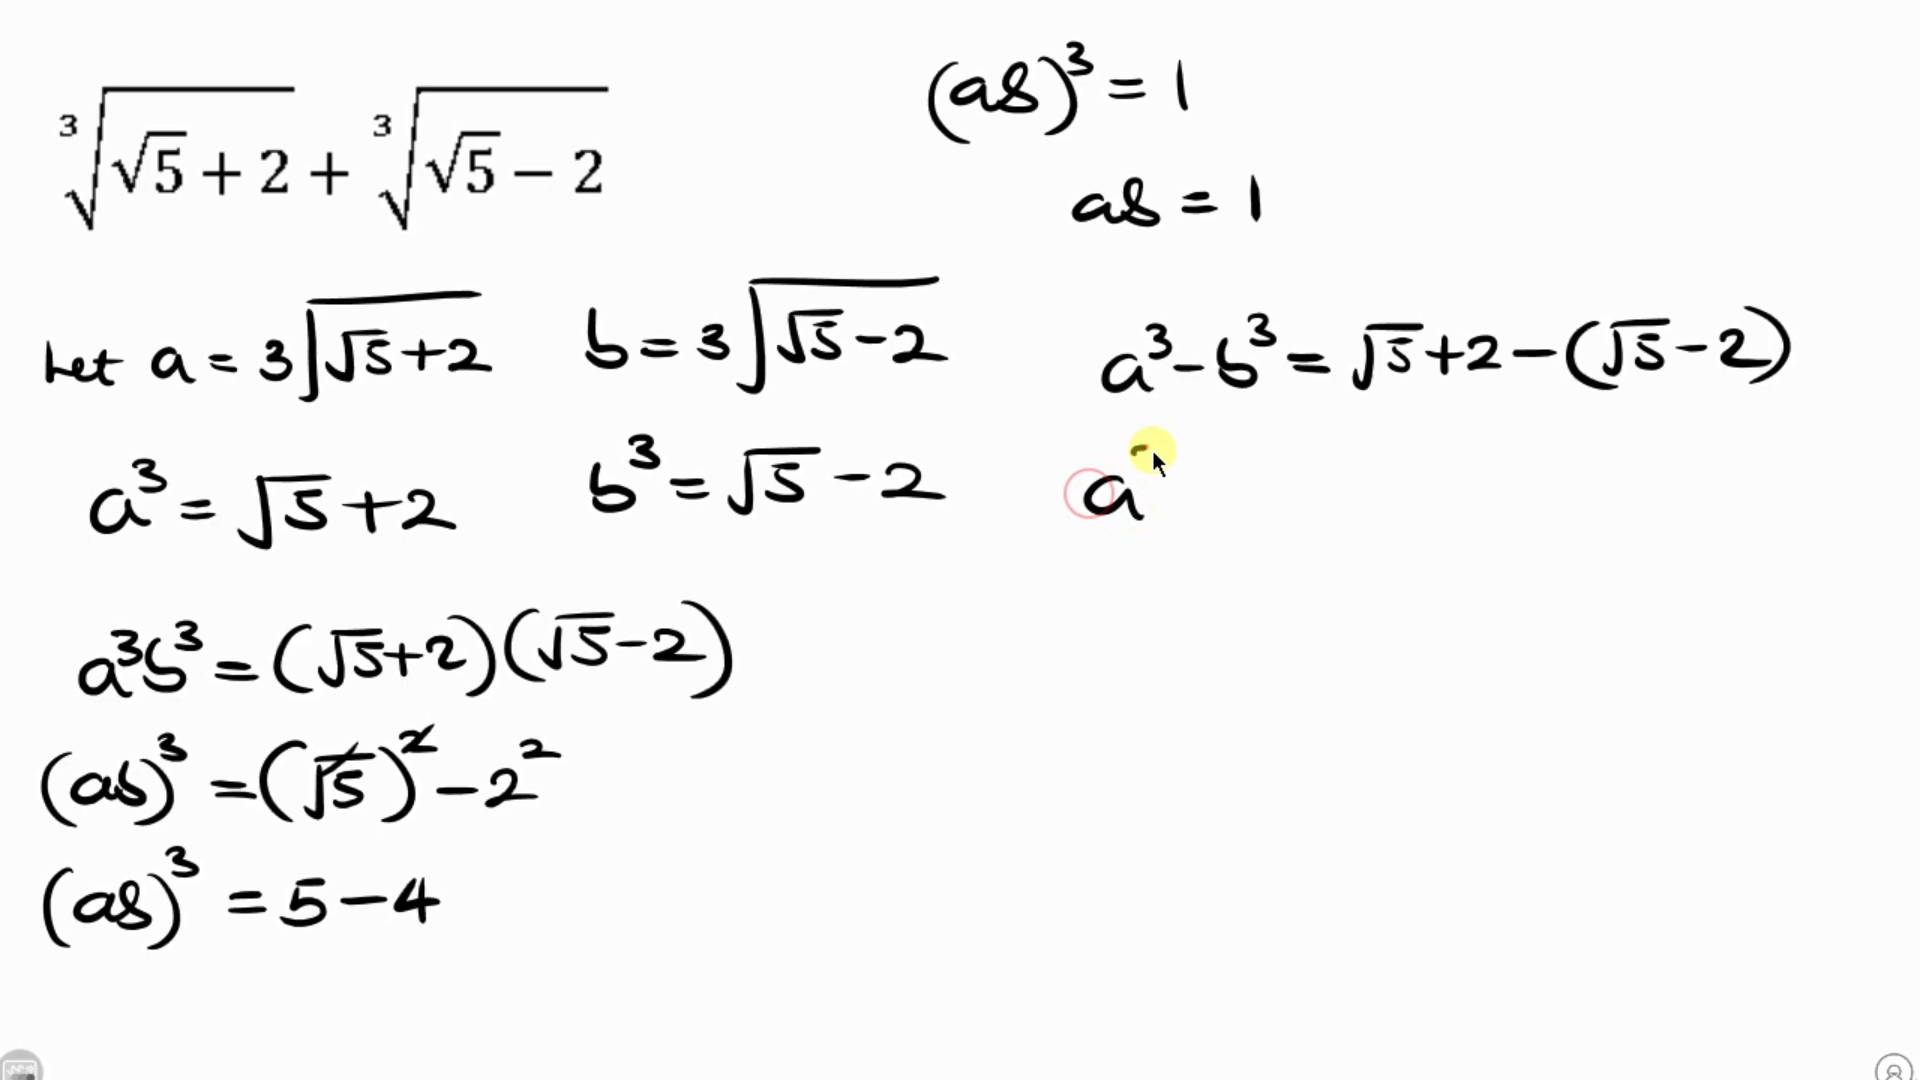 ∛(√5 + 2) + ∛(√5 − 2)
Let a = 3√(√5+2)   b = 3√(√5−2)
a³ = √5+2   b³ = √5−2
a³b³ = (√5+2)(√5−2)
(ab)³ = (√5)²−2²
(ab)³ = 5−4
(ab)³ = 1
ab = 1
a³−b³ = √5+2−(√5−2)
a